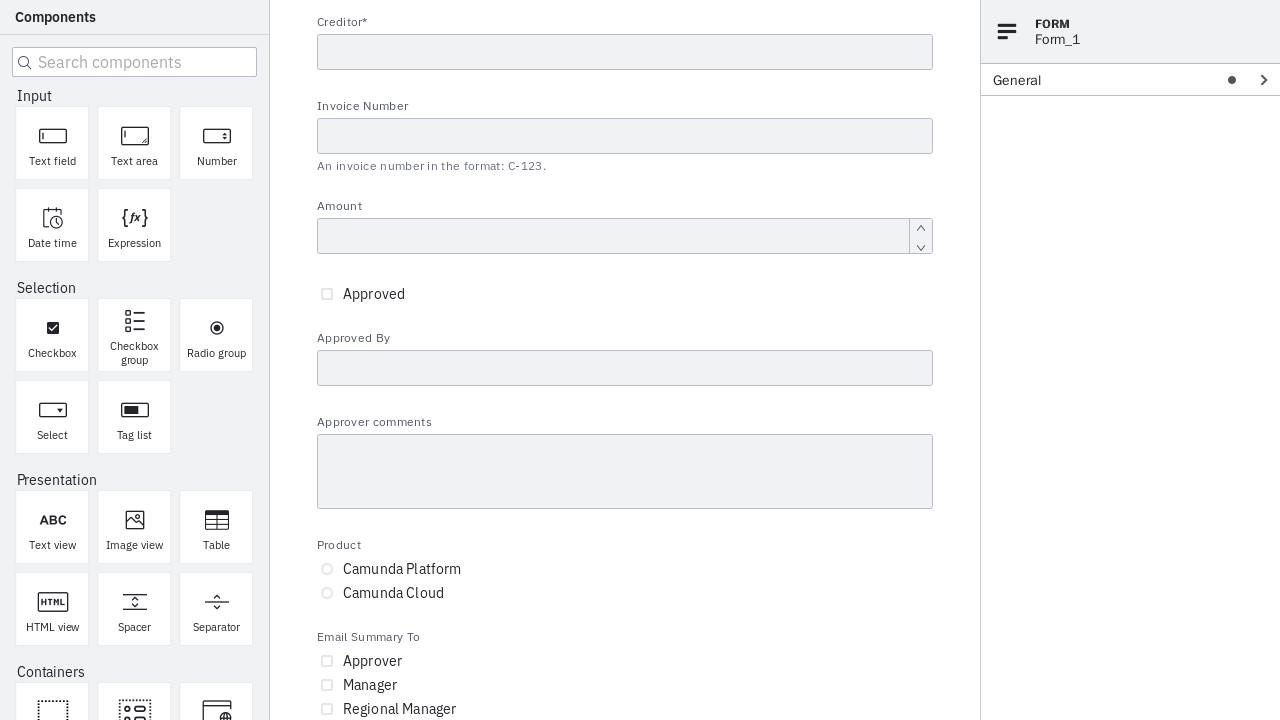 Components
Search components
Input
Text field
Text area
Number
Date time
{fx}
Expression
Selection
Checkbox
Checkbox
group
Radio group
Select
Tag list
Presentation
ABC
Text view
Image view
Table
HTML
HTML view
Spacer
Separator
Containers
Creditor*
Invoice Number
An invoice number in the format: C-123.
Amount
Approved
Approved By
Approver comments
Product
Camunda Platform
Camunda Cloud
Email Summary To
Approver
Manager
Regional Manager
FORM
Form_1
General